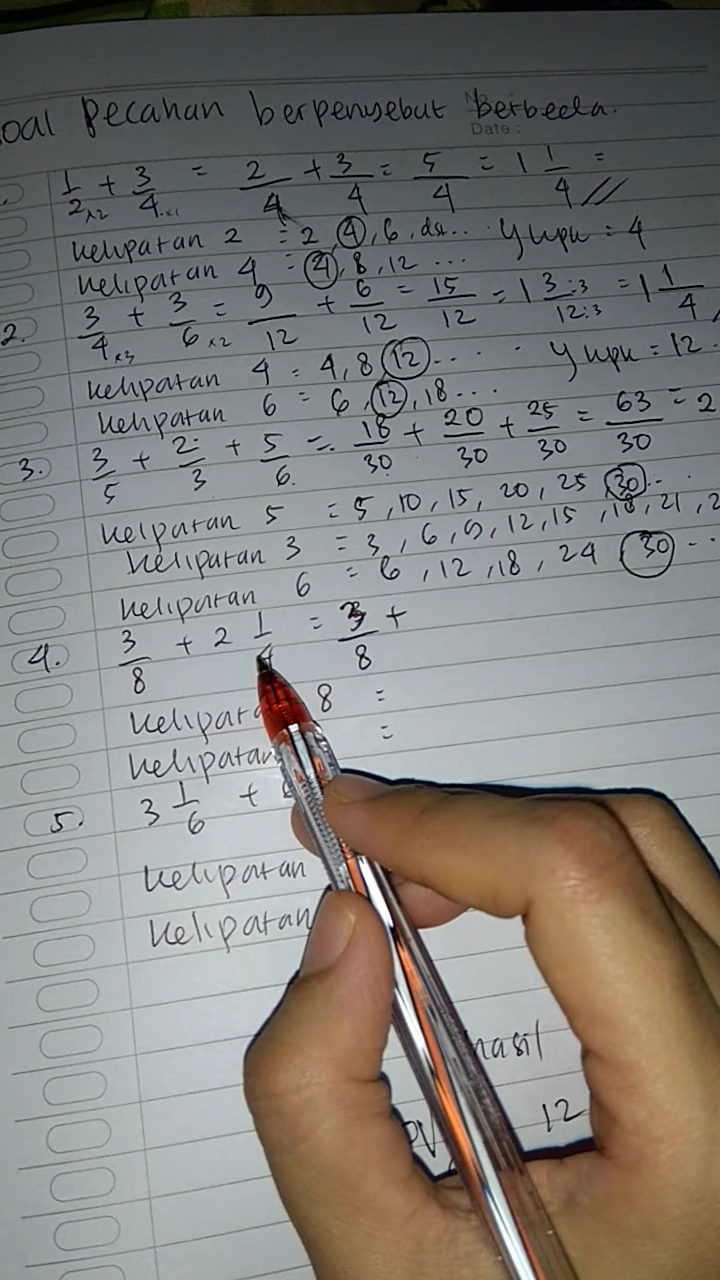 oal Pecahan berpenyebut berbeda.
No
Date :
1/2 ×2 + 3/4 ×1 = 2/4 + 3/4 = 5/4 = 1 1/4 =
kelipatan 2 = 2, 4, 6, dst... yupk = 4
kelipatan 4 = 4, 8, 12 ...
2. 3/4 ×3 + 3/6 ×2 = 9/12 + 6/12 = 15/12 = 1 3:3/12:3 = 1 1/4
kelipatan 4 = 4, 8 12 .... yupk = 12
kelipatan 6 = 6, 12, 18...
3. 3/5 + 2/3 + 5/6 = 18/30 + 20/30 + 25/30 = 63/30 = 2
kelipatan 5 = 5, 10, 15, 20, 25 30...
kelipatan 3 = 3, 6, 9, 12, 15, 18, 21, 2
kelipatan 6 = 6, 12, 18, 24 30 ...
4. 3/8 + 2 1/4 = 3/8 +
kelipata 8 =
kelipatan =
5. 3 1/6 +
kelipatan
kelipatan
hasil
12